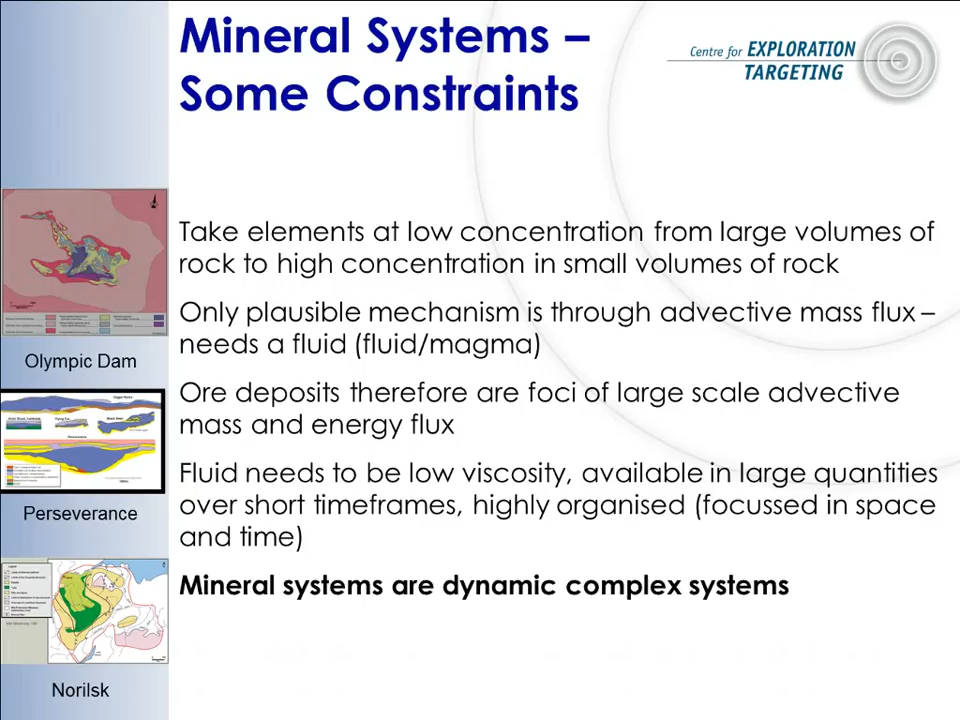 Mineral Systems –
Some Constraints
Centre for EXPLORATION
TARGETING
Take elements at low concentration from large volumes of
rock to high concentration in small volumes of rock
Only plausible mechanism is through advective mass flux –
needs a fluid (fluid/magma)
Ore deposits therefore are foci of large scale advective
mass and energy flux
Fluid needs to be low viscosity, available in large quantities
over short timeframes, highly organised (focussed in space
and time)
Mineral systems are dynamic complex systems
Olympic Dam
Perseverance
Norilsk